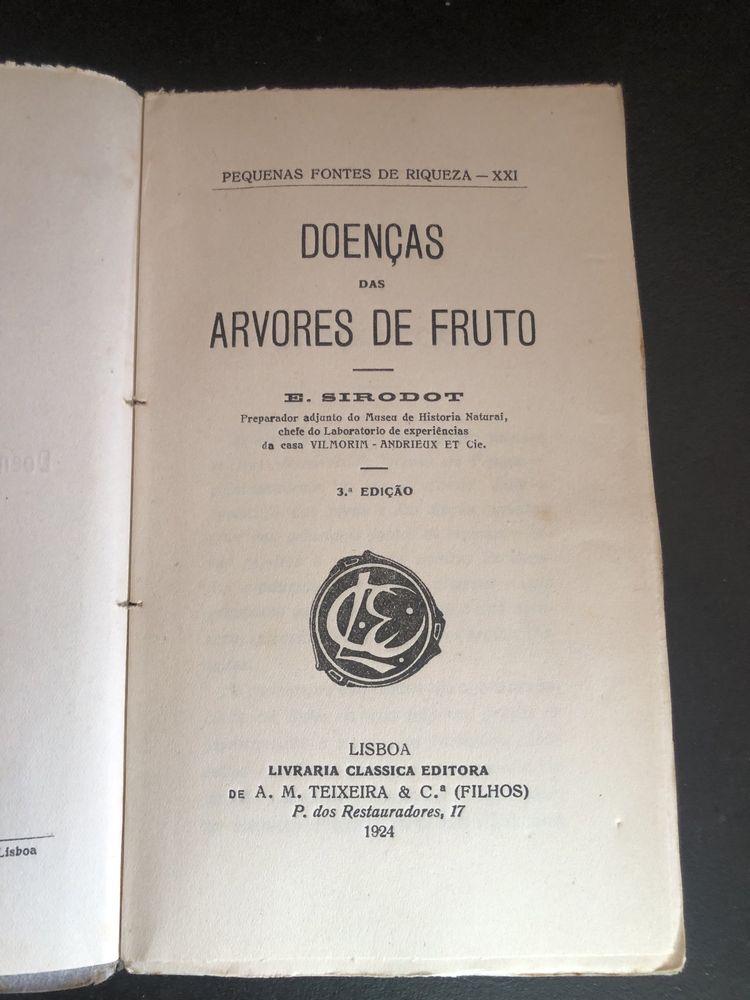 PEQUENAS FONTES DE RIQUEZA — XXI
DOENÇAS
DAS
ARVORES DE FRUTO
E. SIRODOT
Preparador adjunto do Museu de Historia Natural,
chefe do Laboratorio de experiências
da casa VILMORIM - ANDRIEUX ET Cie.
3.ª EDIÇÃO
LISBOA
LIVRARIA CLASSICA EDITORA
DE A. M. TEIXEIRA & C.ª (FILHOS)
P. dos Restauradores, 17
1924
Lisboa